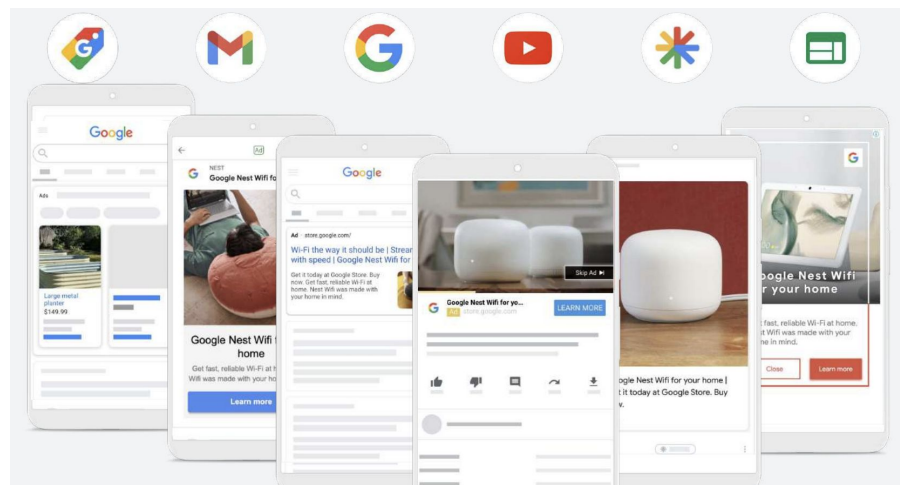 Google
Ads
Large metal
planter
$149.99
Ad
NEST
Google Nest Wifi fo
Google Nest Wifi f
home
Get fast, reliable Wi-Fi at h
Wifi was made with your ho
Learn more
Google
Ad · store.google.com/
Wi-Fi the way it should be | Strear
with speed | Google Nest Wifi for
Get it today at Google Store. Buy
now. Get fast, reliable Wi-Fi at
home. Nest Wifi was made with
your home in mind.
Skip Ad
Google Nest Wifi for yo...
Ad store.google.com
LEARN MORE
ogle Nest Wifi for your home |
t it today at Google Store. Buy
w.
G
oogle Nest Wifi
r your home
fast, reliable Wi-Fi at home.
st Wifi was made with your
me in mind.
Close
Learn more